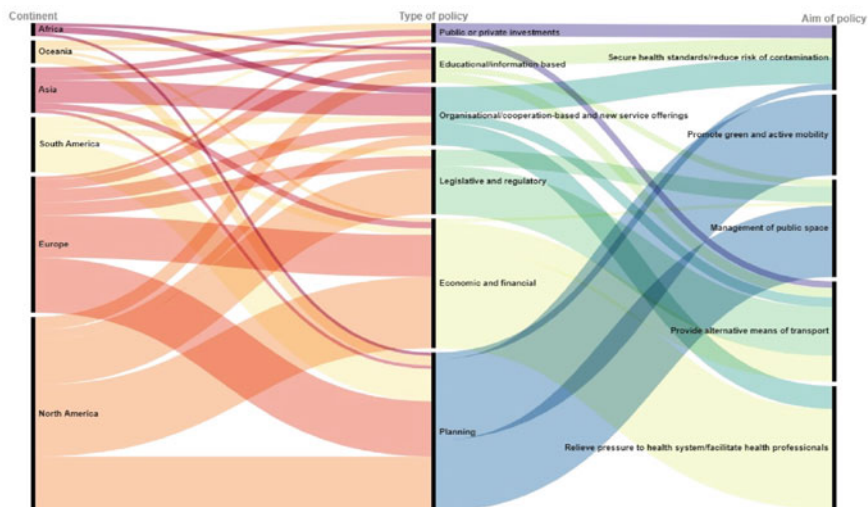 Continent
Type of policy
Aim of policy
Africa
Oceania
Asia
South America
Europe
North America
Public or private investments
Educational/information based
Organisational/cooperation-based and new service offerings
Legislative and regulatory
Economic and financial
Planning
Secure health standards/reduce risk of contamination
Promote green and active mobility
Management of public space
Provide alternative means of transport
Relieve pressure to health system/facilitate health professionals